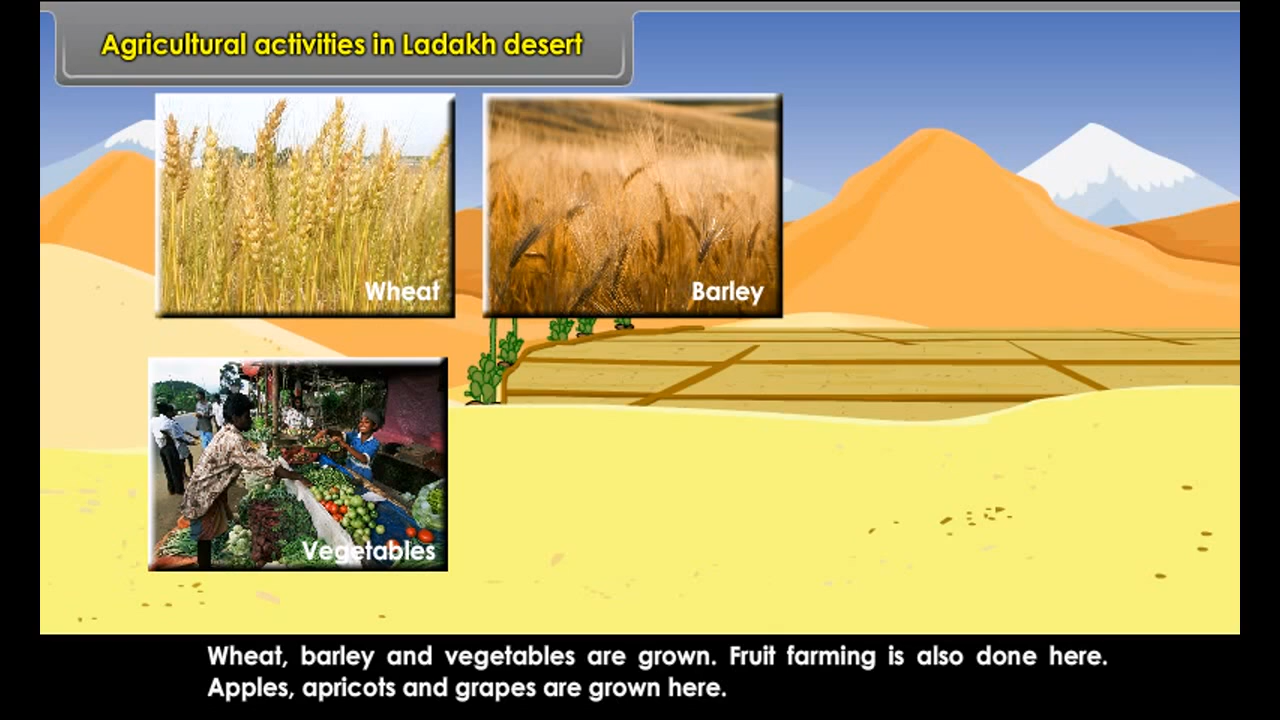 Agricultural activities in Ladakh desert
Wheat
Barley
Vegetables
Wheat, barley and vegetables are grown. Fruit farming is also done here.
Apples, apricots and grapes are grown here.